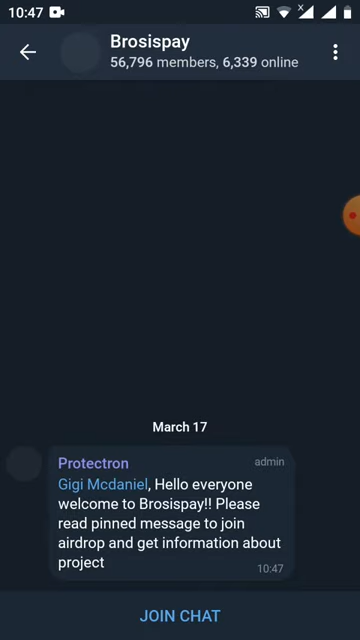 10:47
Brosispay
56,796 members, 6,339 online
March 17
Protectron admin
Gigi Mcdaniel, Hello everyone
welcome to Brosispay!! Please
read pinned message to join
airdrop and get information about
project 10:47
JOIN CHAT